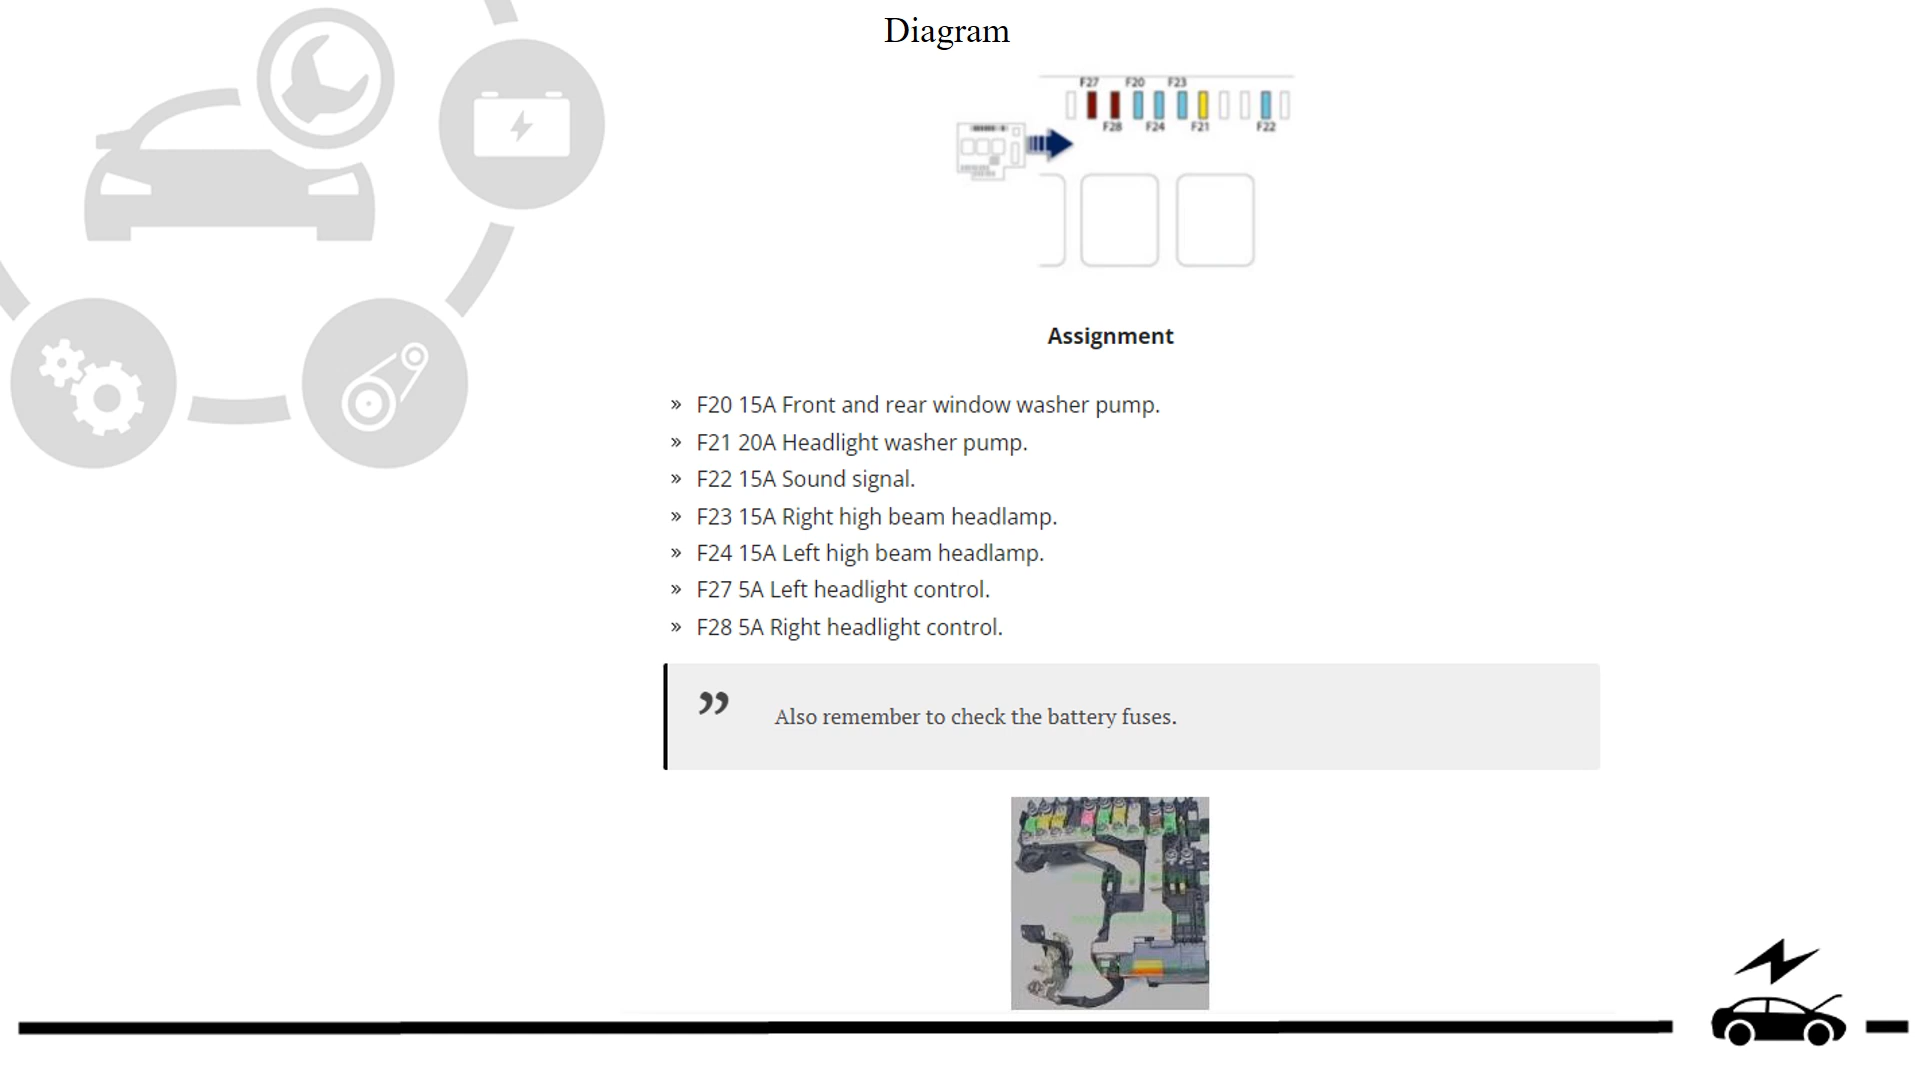 Diagram
F27 F20 F23
F28 F24 F21 F22
Assignment
» F20 15A Front and rear window washer pump.
» F21 20A Headlight washer pump.
» F22 15A Sound signal.
» F23 15A Right high beam headlamp.
» F24 15A Left high beam headlamp.
» F27 5A Left headlight control.
» F28 5A Right headlight control.
” Also remember to check the battery fuses.